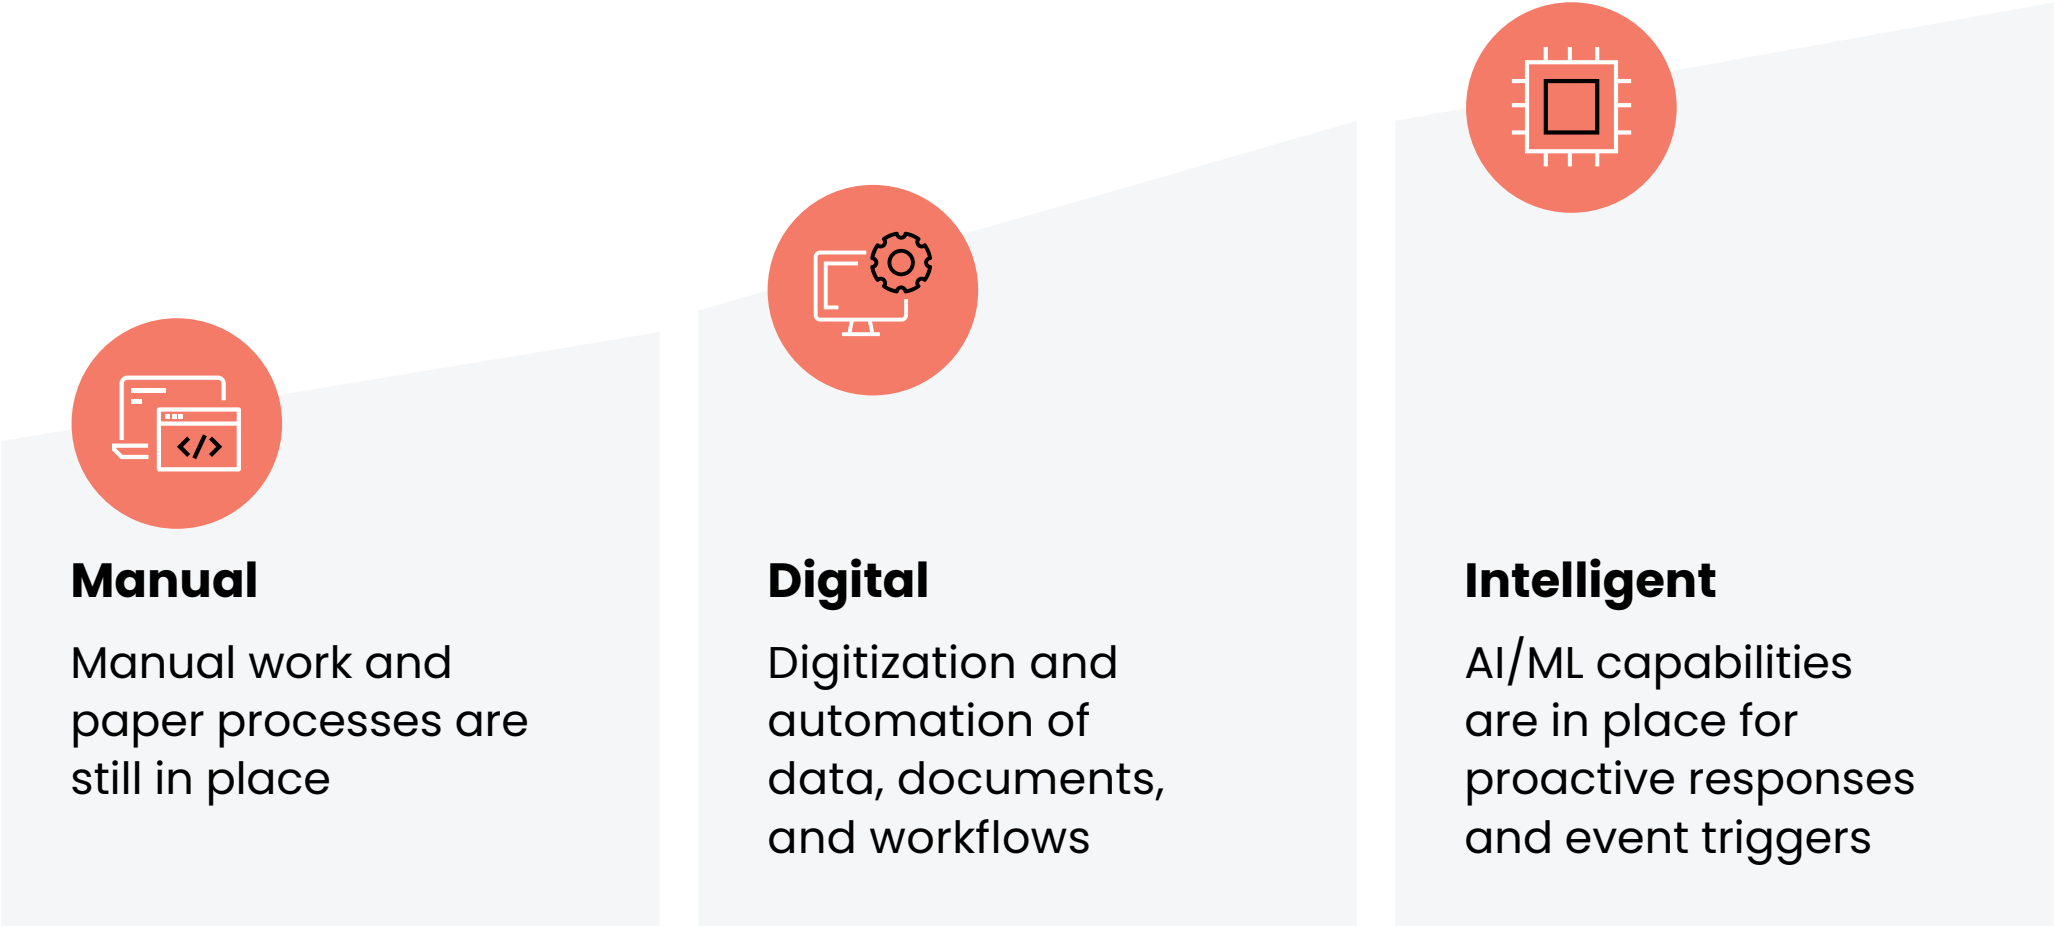 Manual
Manual work and
paper processes are
still in place
Digital
Digitization and
automation of
data, documents,
and workflows
Intelligent
AI/ML capabilities
are in place for
proactive responses
and event triggers